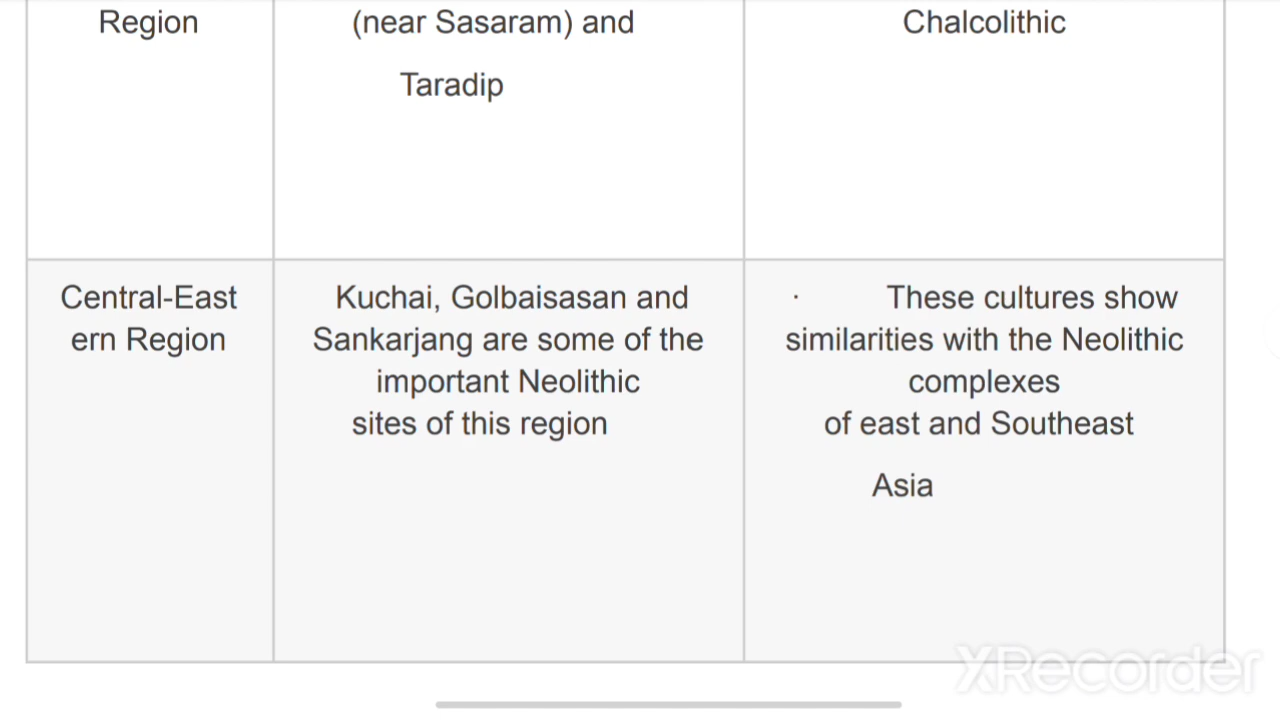 Region
(near Sasaram) and
Taradip
Chalcolithic
Central-East
ern Region
Kuchai, Golbaisasan and
Sankarjang are some of the
important Neolithic
sites of this region
· These cultures show
similarities with the Neolithic
complexes
of east and Southeast
Asia
XRecorder